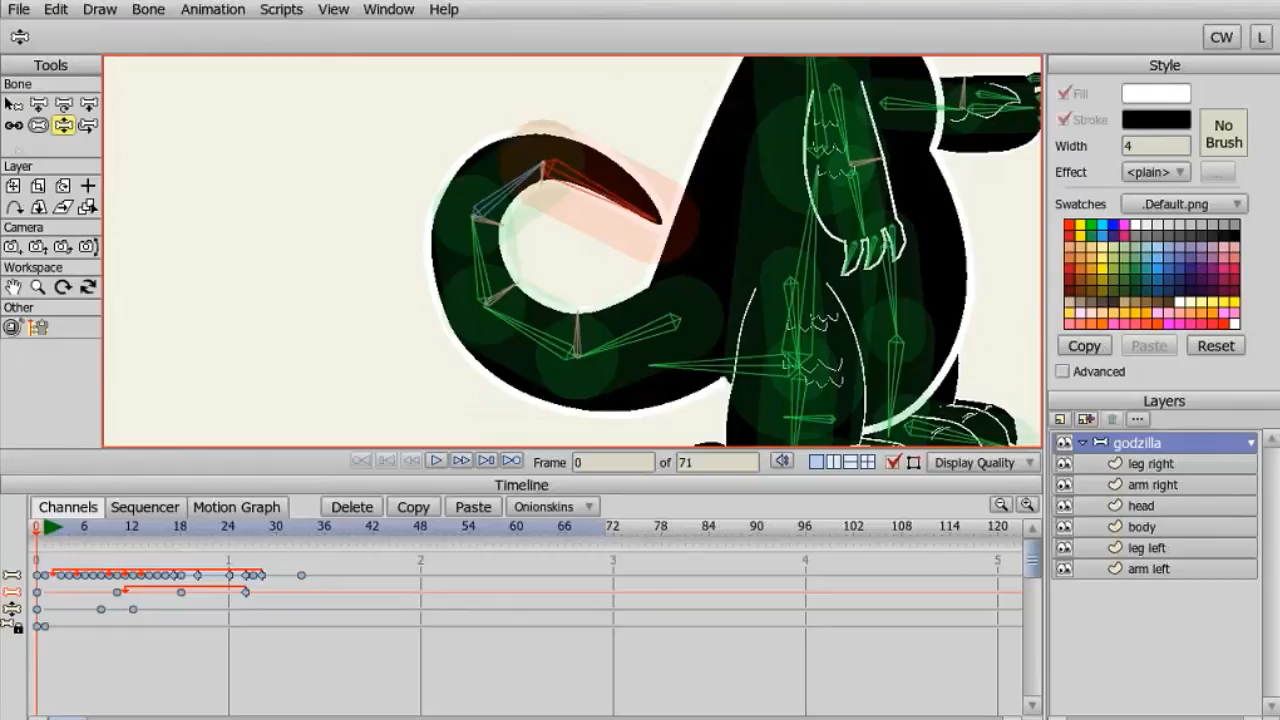 File Edit Draw Bone Animation Scripts View Window Help
CW L
Tools
Bone
Layer
Camera
Workspace
Other
Style
Fill
Stroke
No
Brush
Width 4
Effect <plain>
...
Swatches .Default.png
Copy Paste Reset
Advanced
Layers
...
godzilla
leg right
arm right
head
body
leg left
arm left
Frame 0 of 71 Display Quality
Timeline
Channels Sequencer Motion Graph Delete Copy Paste Onionskins
0 6 12 18 24 30 36 42 48 54 60 66 72 78 84 90 96 102 108 114 120
0 1 2 3 4 5